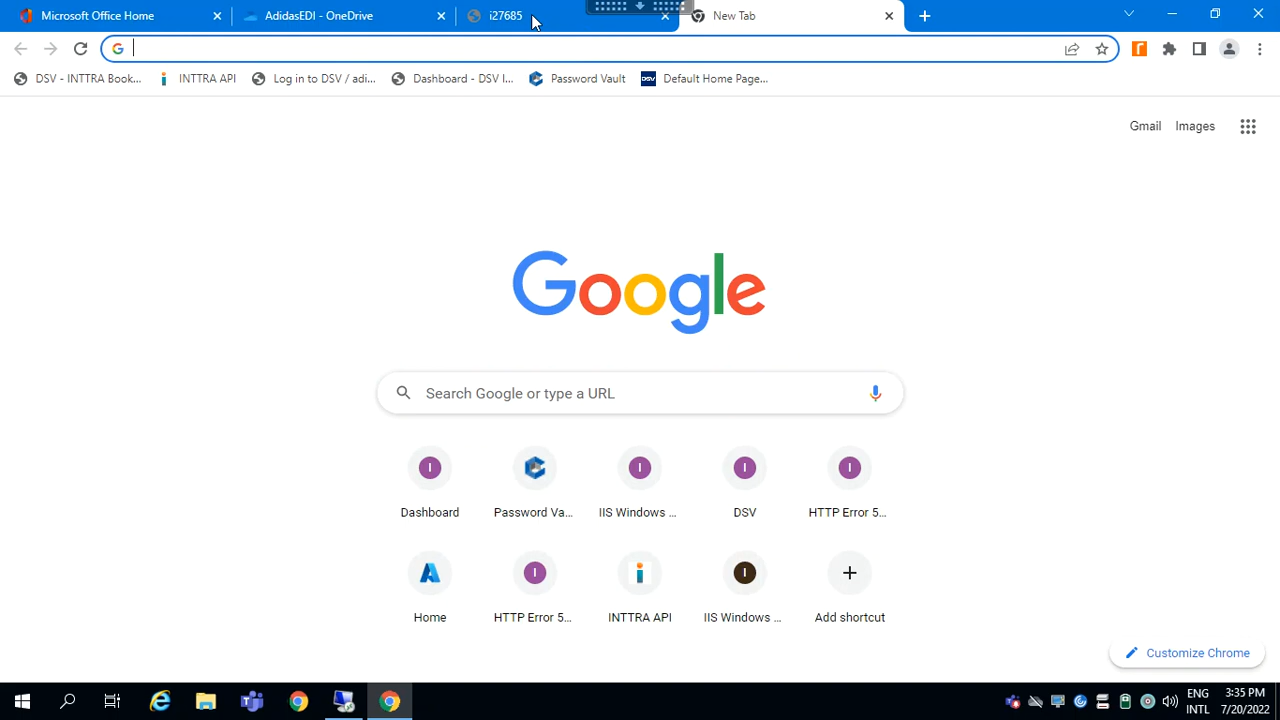 Microsoft Office Home
AdidasEDI - OneDrive
i27685
New Tab
DSV - INTTRA Book...
INTTRA API
Log in to DSV / adi...
Dashboard - DSV I...
Password Vault
DSV
Default Home Page...
Gmail
Images
Google
Search Google or type a URL
I
I
I
I
Dashboard
Password Va...
IIS Windows ...
DSV
HTTP Error 5...
I
I
Home
HTTP Error 5...
INTTRA API
IIS Windows ...
Add shortcut
Customize Chrome
ENG
INTL
3:35 PM
7/20/2022